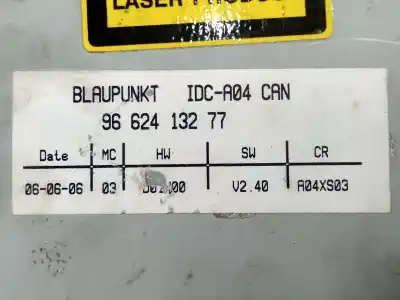 LASER PRODUCT
BLAUPUNKT IDC-A04 CAN
96 624 132 77
Date MC HW SW CR
06-06-06 03 V2.40 A04XS03